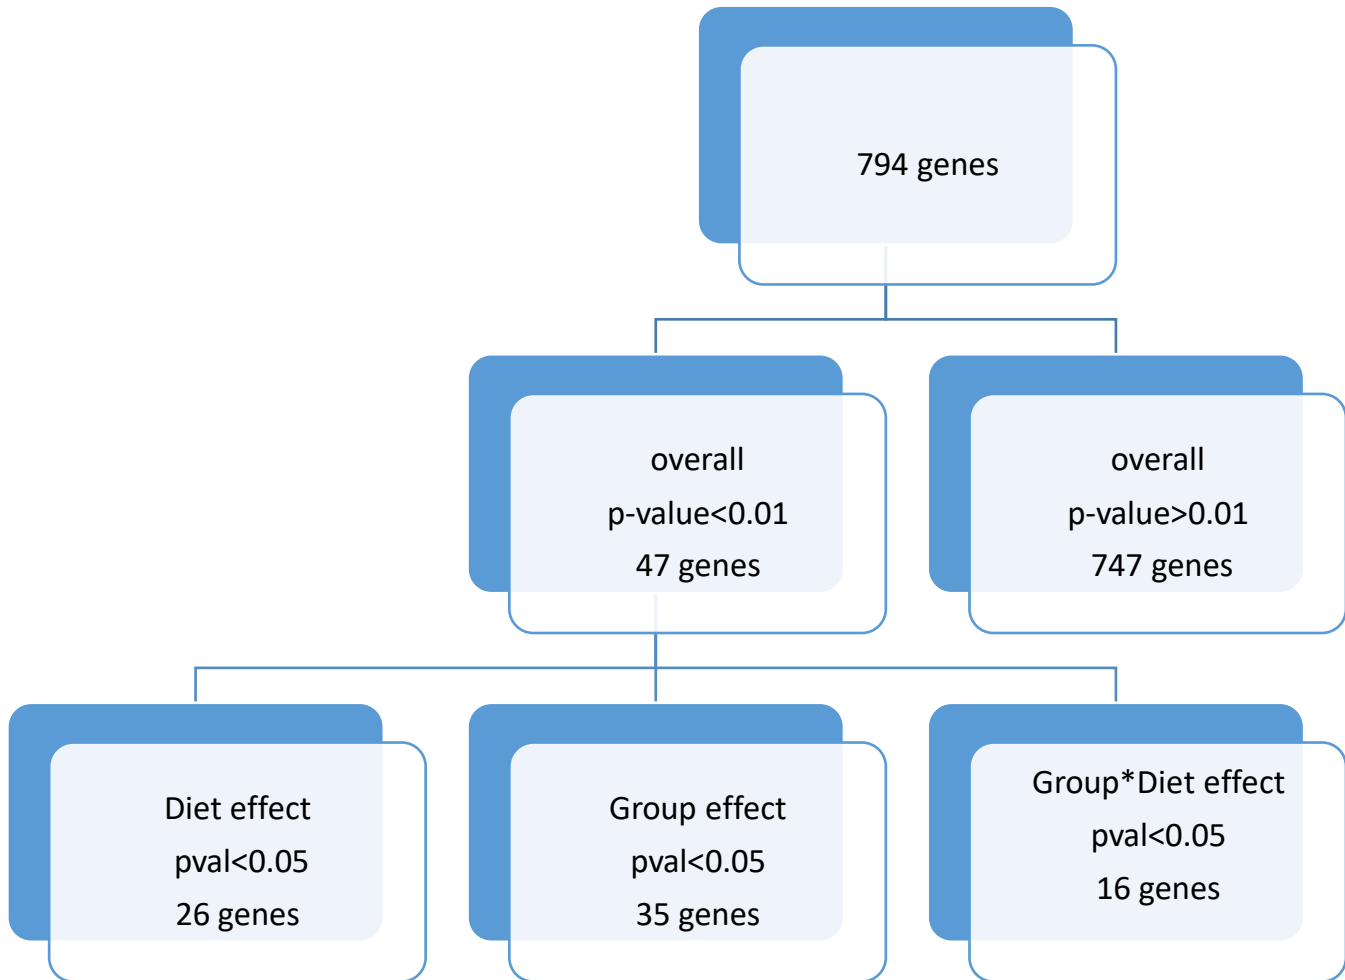 794 genes
overall
p-value<0.01
47 genes
overall
p-value>0.01
747 genes
Diet effect
pval<0.05
26 genes
Group effect
pval<0.05
35 genes
Group*Diet effect
pval<0.05
16 genes